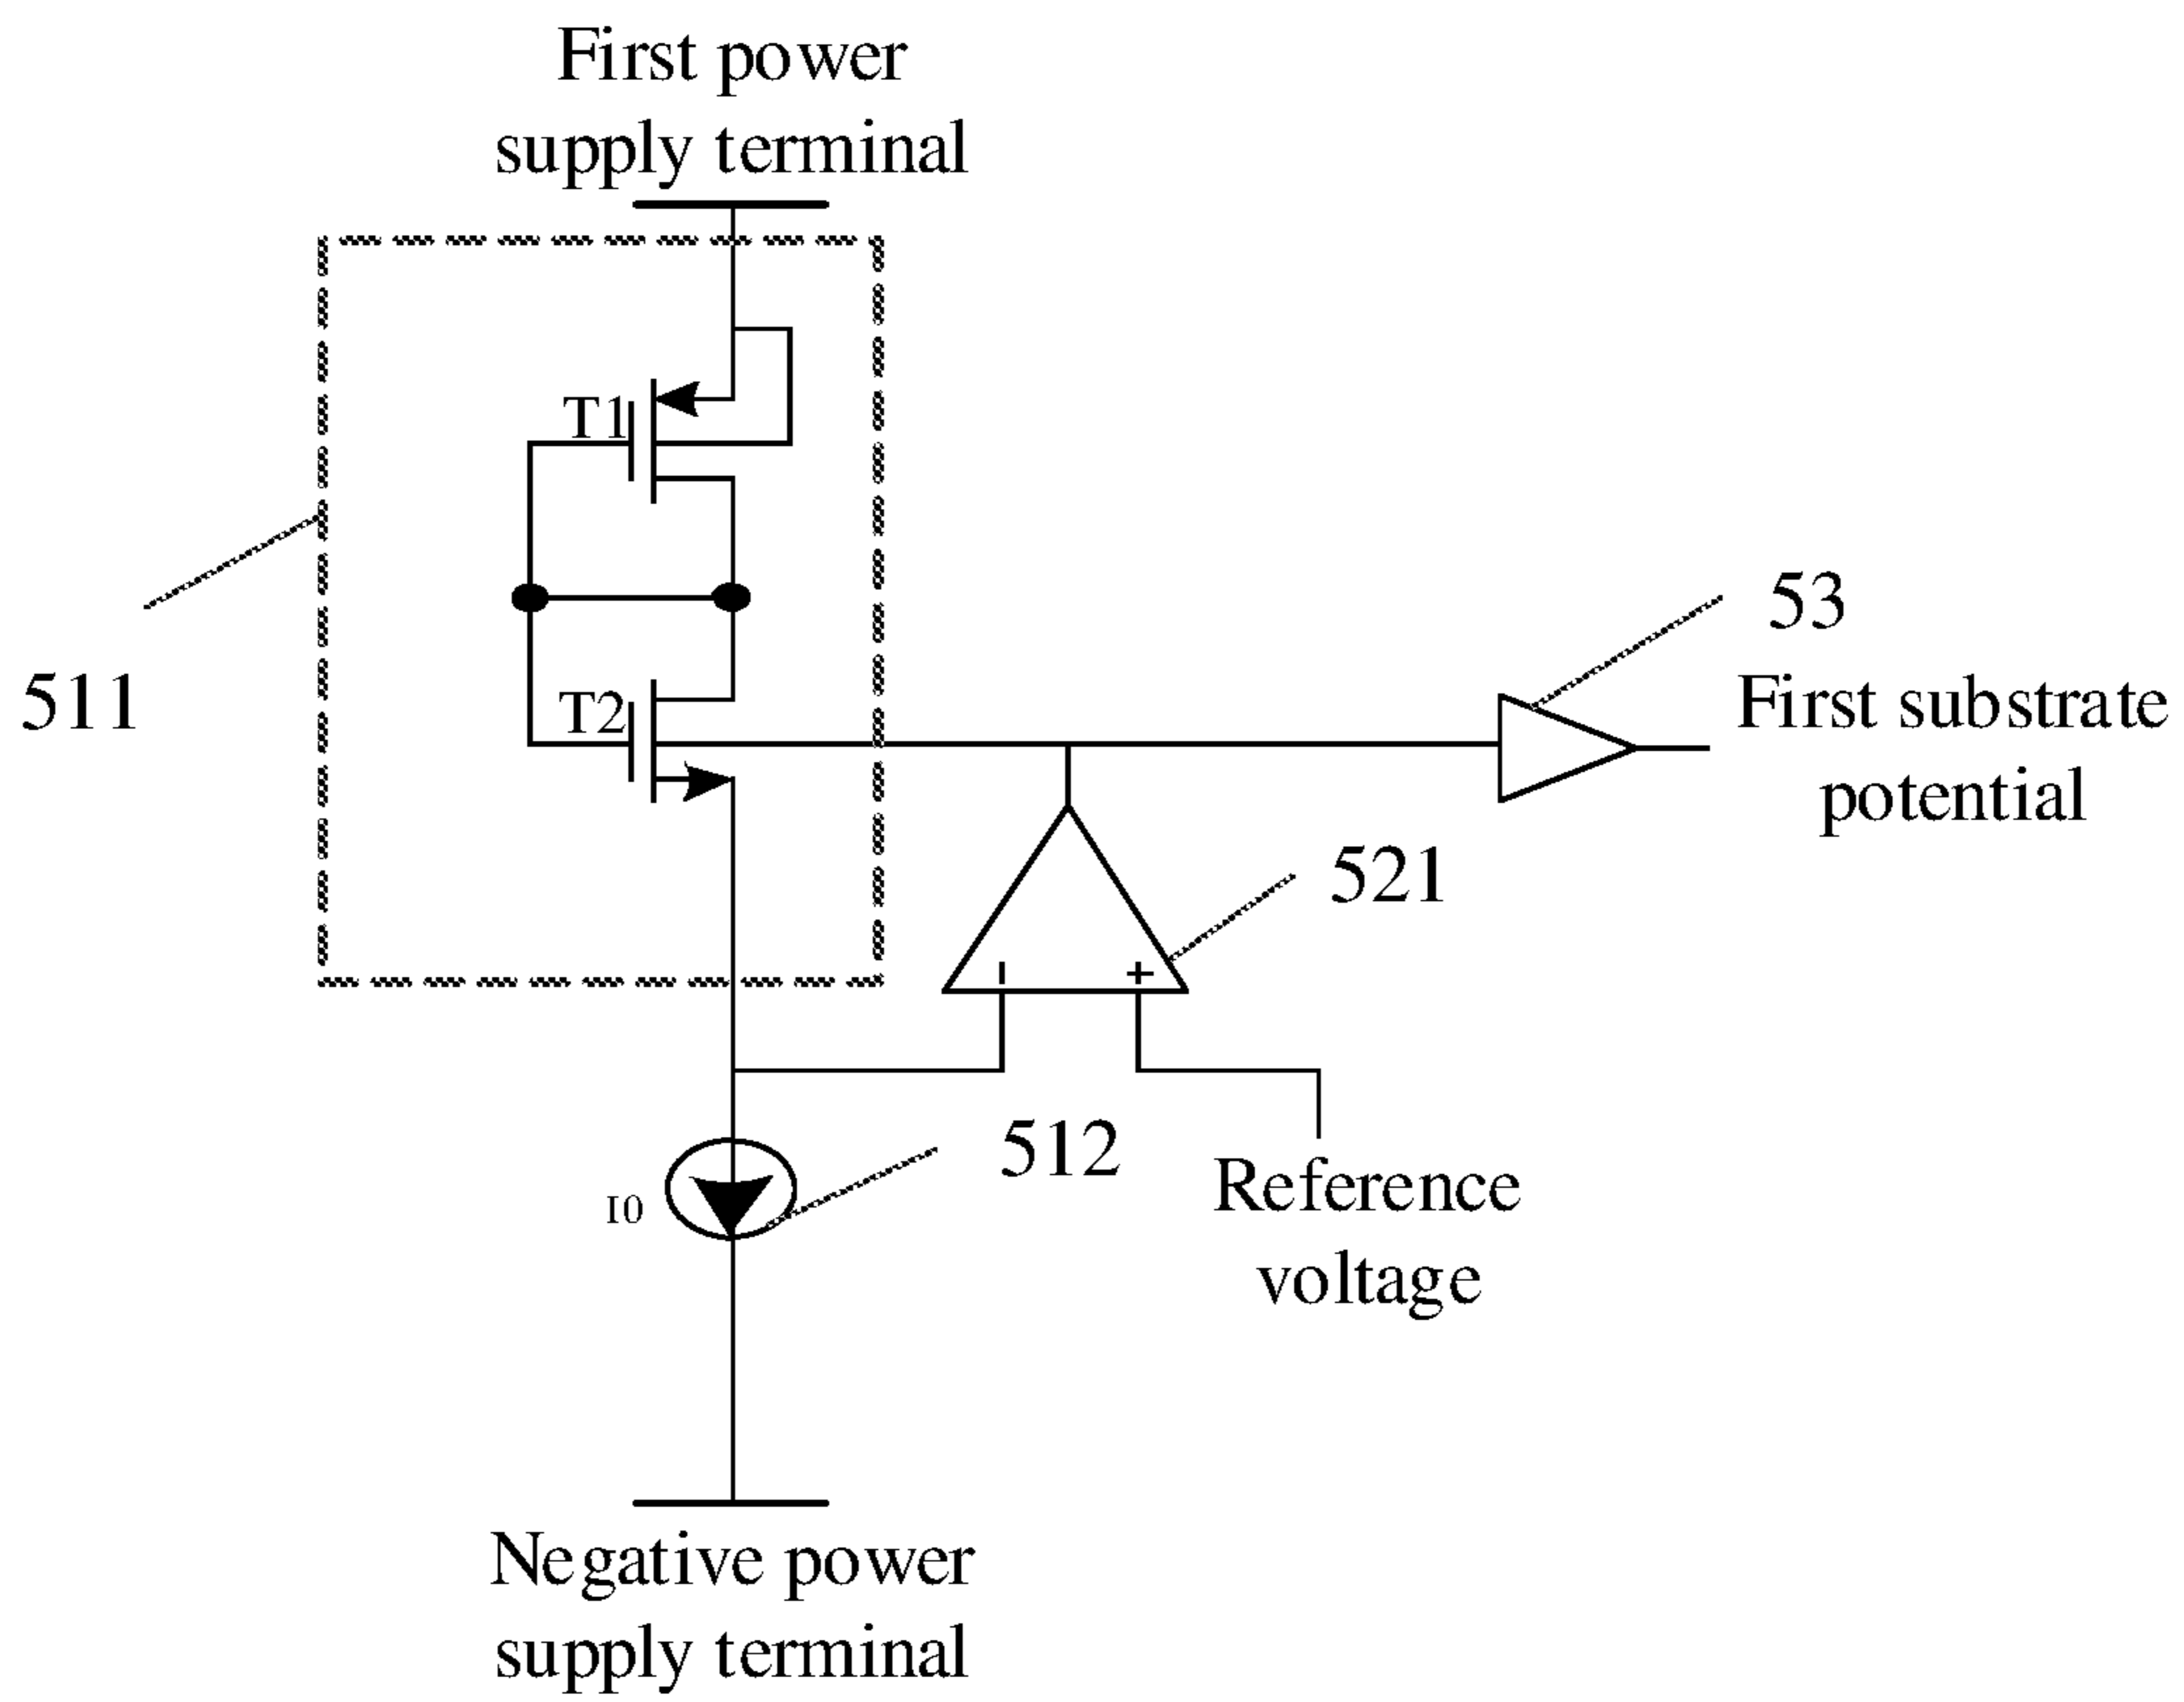 First power
supply terminal
T1
53
511
First substrate
T2
potential
521
- +
512
Reference
I0
voltage
Negative power
supply terminal